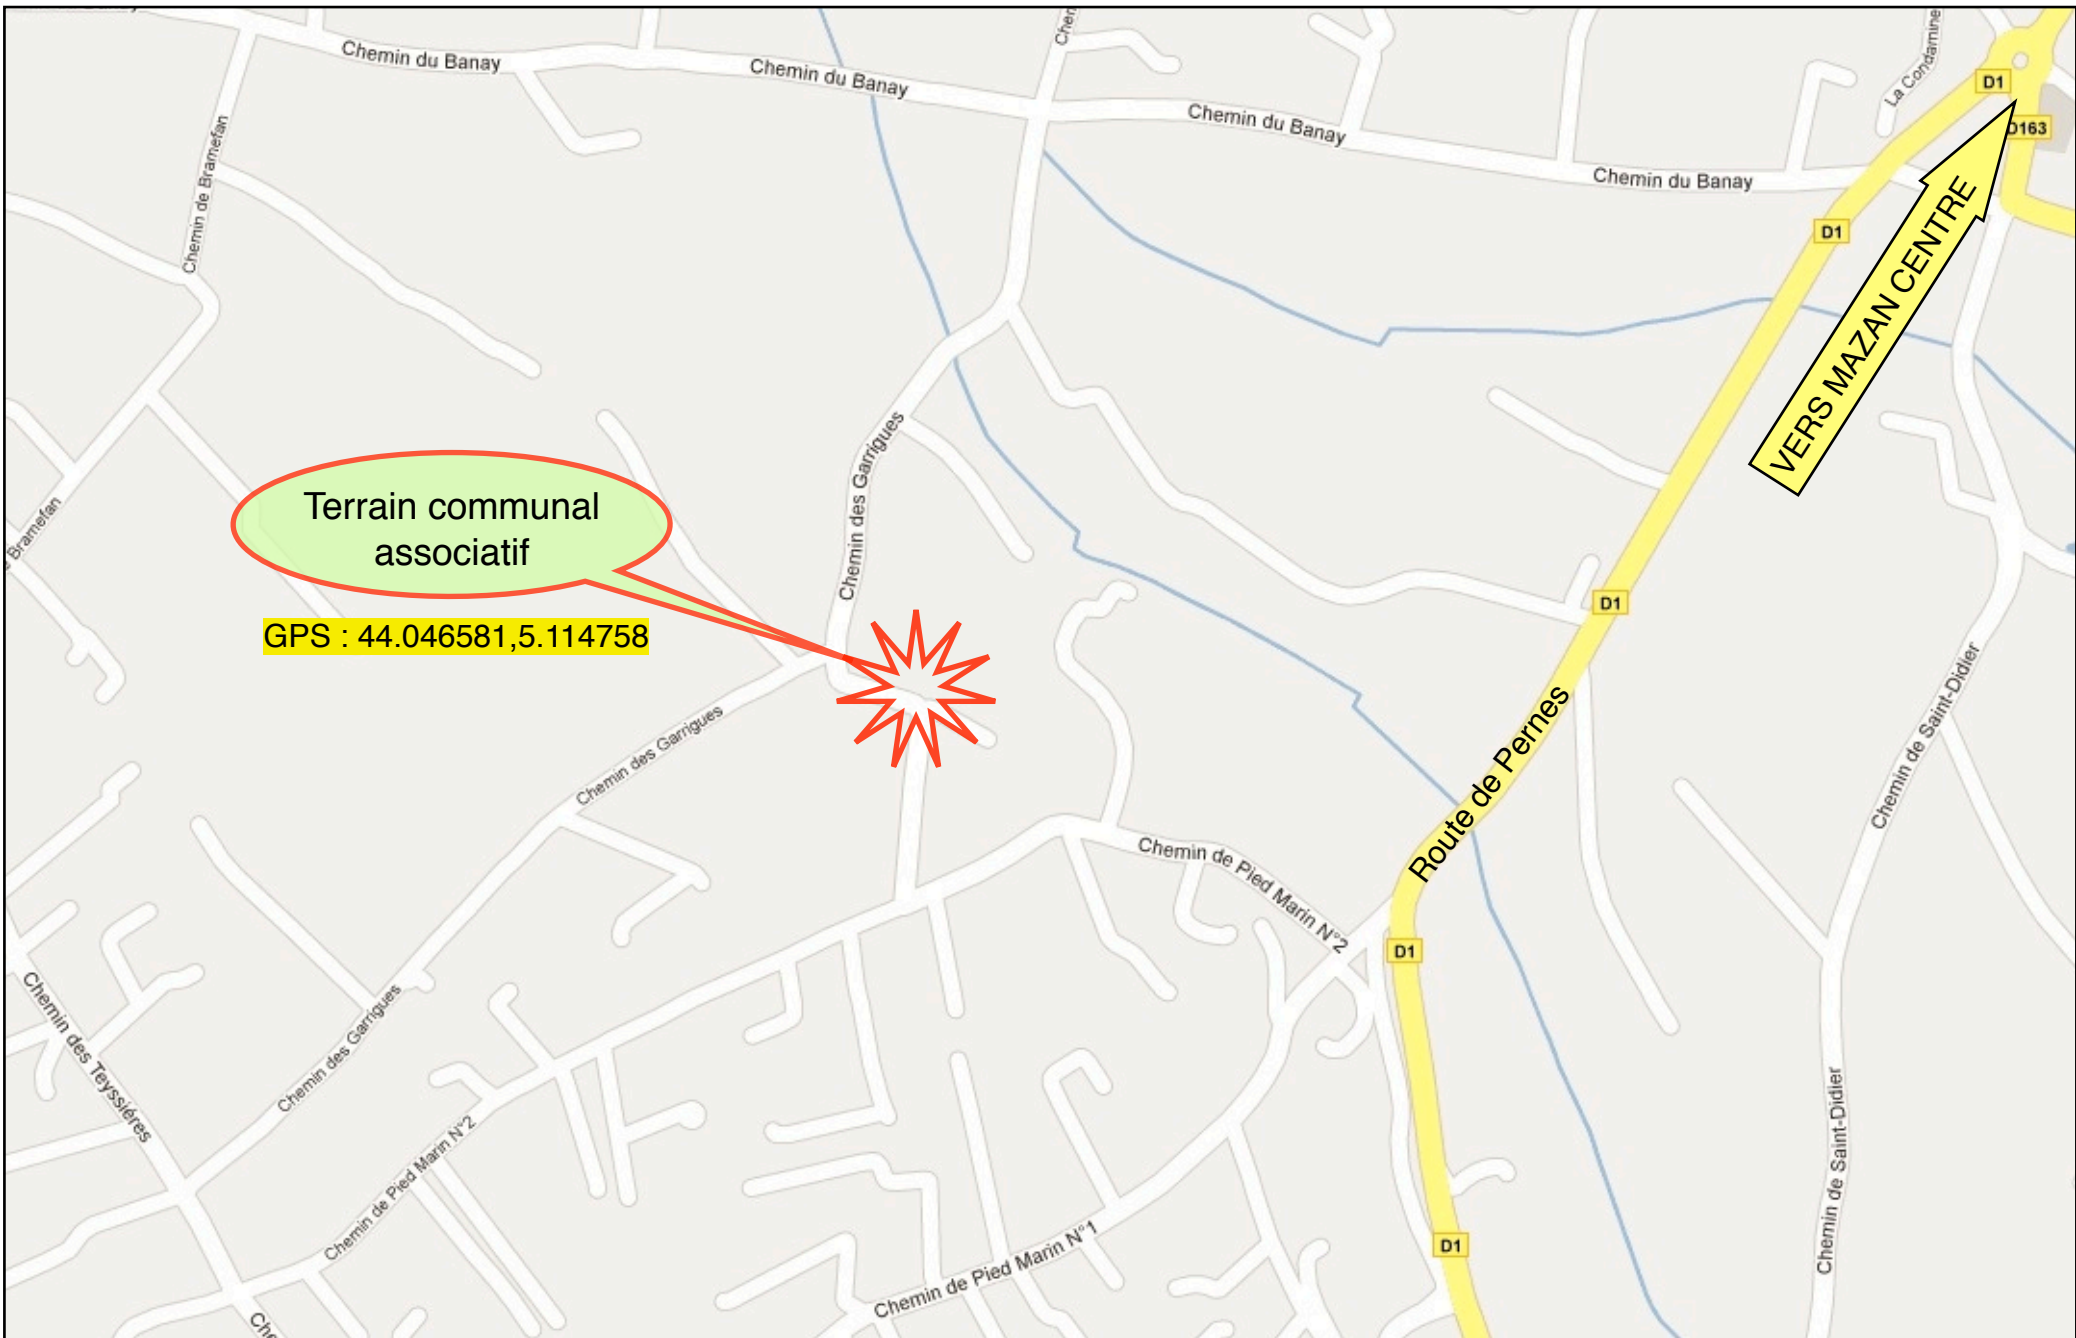 Chemin du Banay
Chemin du Banay
Chemin du Banay
Chemin du Banay
Chemin de Bramefan
La Condamine
D1
D163
D1
VERS MAZAN CENTRE
Terrain communal
associatif
GPS : 44.046581,5.114758
Bramefan
Chemin des Garrigues
D1
Route de Pernes
Chemin de Saint-Didier
Chemin des Garrigues
Chemin de Pied Marin N°2
D1
Chemin des Teyssiéres
Chemin des Garrigues
Chemin de Pied Marin N°2
Chemin de Saint-Didier
D1
Chemin de Pied Marin N°1